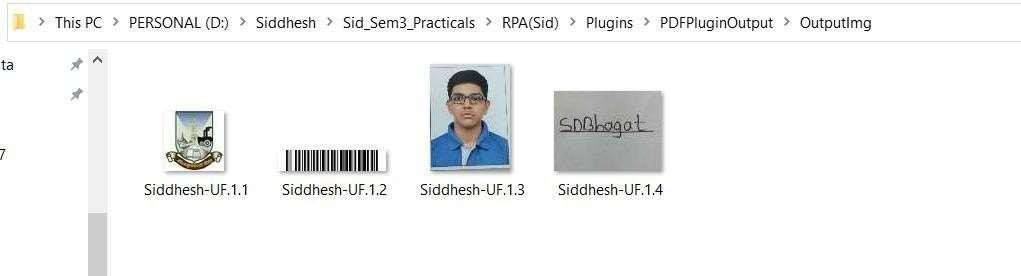 This PC > PERSONAL (D:) > Siddhesh > Sid_Sem3_Practicals > RPA(Sid) > Plugins > PDFPluginOutput > OutputImg
ta
7
SDBhagat
Siddhesh-UF.1.1
Siddhesh-UF.1.2
Siddhesh-UF.1.3
Siddhesh-UF.1.4